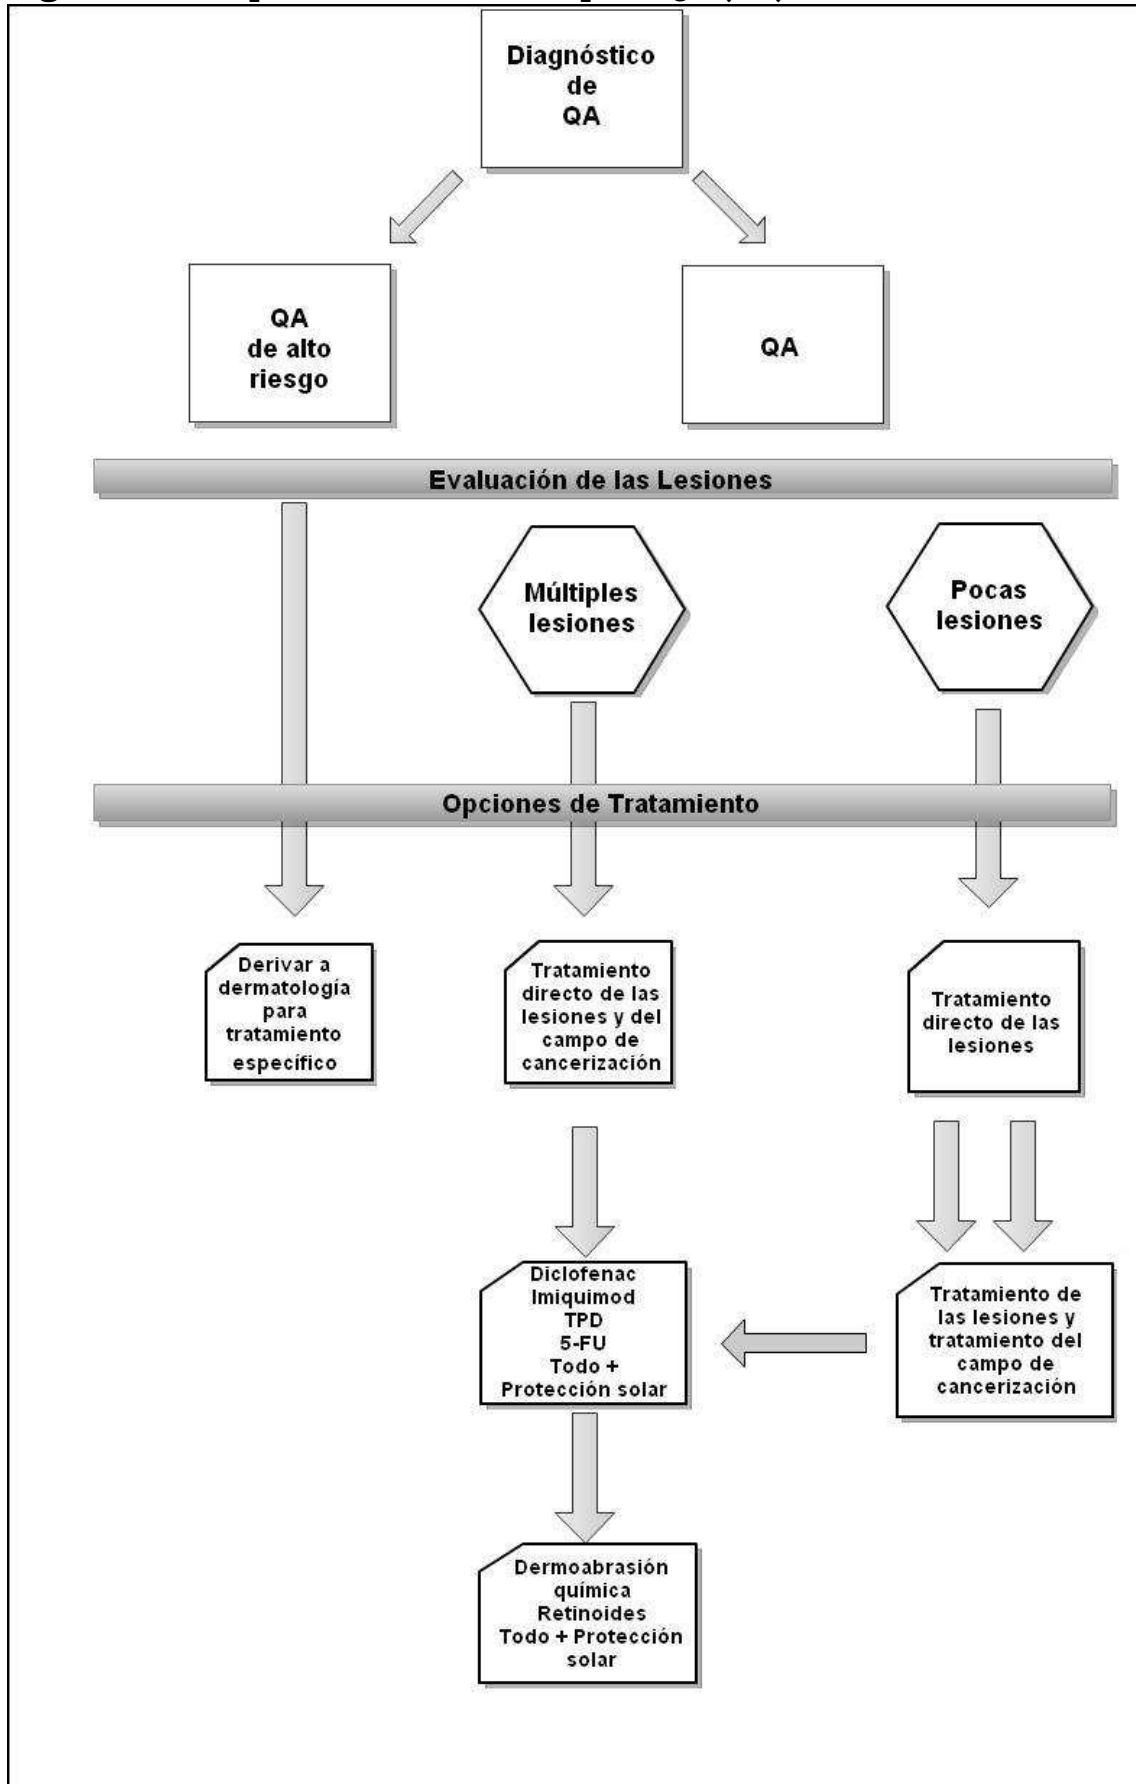 Diagnóstico
de
QA
QA
de alto
riesgo
QA
Evaluación de las Lesiones
Múltiples
lesiones
Pocas
lesiones
Opciones de Tratamiento
Derivar a
dermatología
para
tratamiento
específico
Tratamiento
directo de las
lesiones y del
campo de
cancerización
Tratamiento
directo de las
lesiones
Diclofenac
Imiquimod
TPD
5-FU
Todo +
Protección solar
Tratamiento de
las lesiones y
tratamiento del
campo de
cancerización
Dermoabrasión
química
Retinoides
Todo + Protección
solar